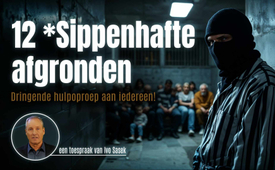 12 *Sippenhafte
afgronden
Dringende hulpoproep aan iedereen!
een toespraak van Ivo Sasek